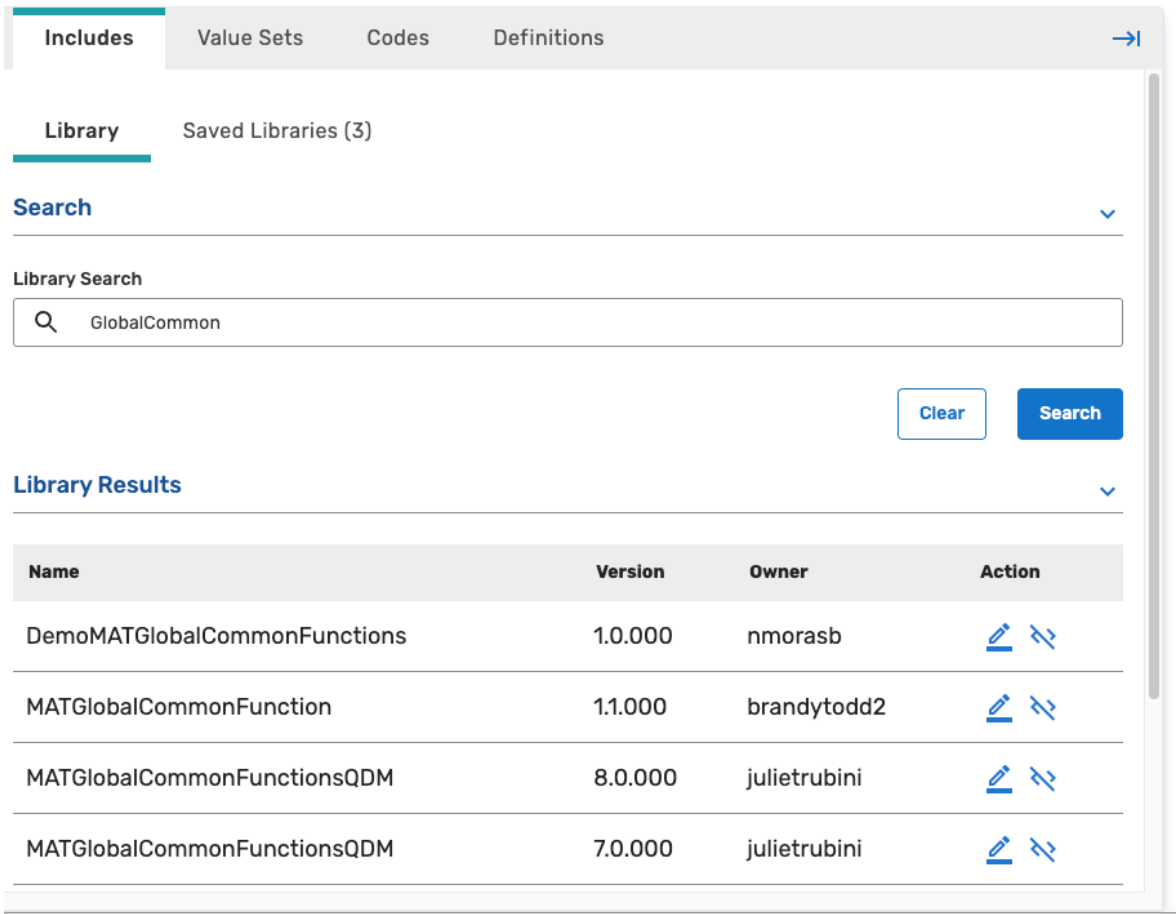 Includes Value Sets Codes Definitions
Library Saved Libraries (3)
Search
Library Search
GlobalCommon
Clear Search
Library Results
Name Version Owner Action
DemoMATGlobalCommonFunctions 1.0.000 nmorasb
MATGlobalCommonFunction 1.1.000 brandytodd2
MATGlobalCommonFunctionsQDM 8.0.000 julietrubini
MATGlobalCommonFunctionsQDM 7.0.000 julietrubini